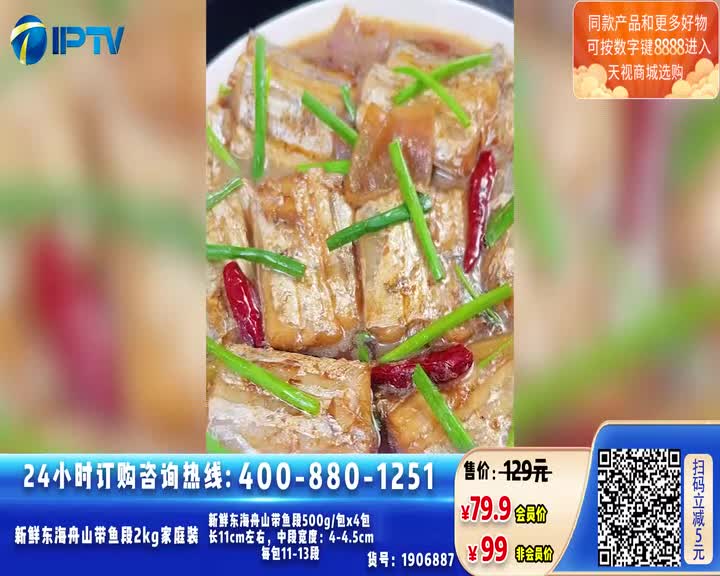 IPTV
同款产品和更多好物
可按数字键8888进入
天视商城选购
24小时订购咨询热线:400-880-1251
新鲜东海舟山带鱼段2kg家庭装
新鲜东海舟山带鱼段500g/包x4包
长11cm左右，中段宽度：4-4.5cm
每包11-13段
货号：1906887
售价：129元
¥79.9 会员价
¥99 非会员价
扫码立减5元